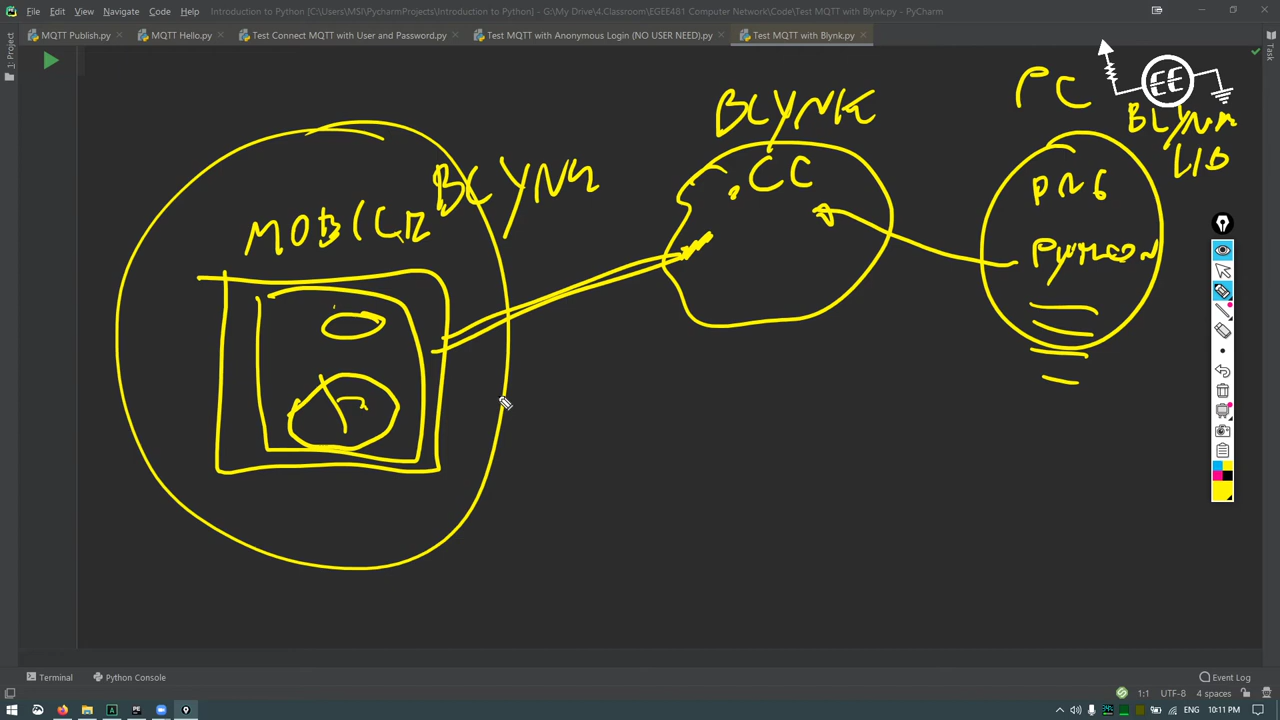 File Edit View Navigate Code Help Introduction to Python [C:\Users\MSI\PycharmProjects\Introduction to Python] - G:\My Drive\4.Classroom\EGEE481 Computer Network\Code\Test MQTT with Blynk.py - PyCharm
MQTT Publish.py MQTT Hello.py Test Connect MQTT with User and Password.py Test MQTT with Anonymous Login (NO USER NEED).py Test MQTT with Blynk.py
Project
Task
PC
EE
BLYNK
BLYNK
LIB
CC
BLYNK
MOBILE
PYTHON
Terminal Python Console Event Log
1:1 UTF-8 4 spaces
ENG 10:11 PM